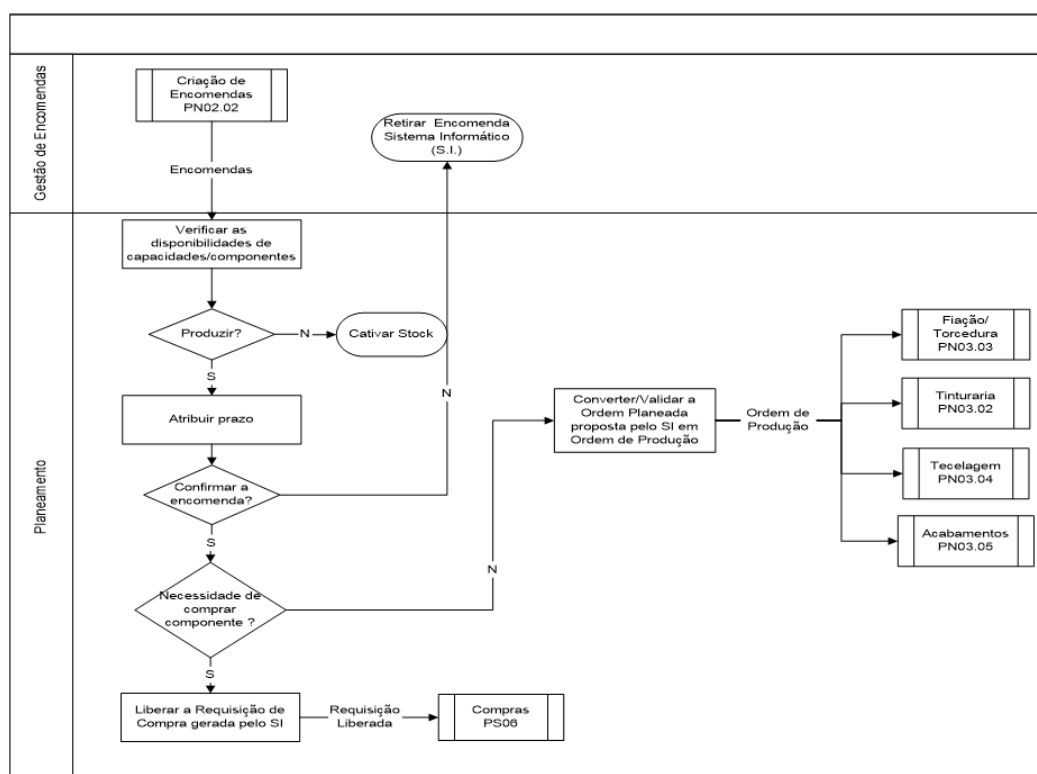 Gestão de Encomendas
Criação de
Encomendas
PN02.02
Retirar Encomenda
Sistema Informático
(S.I.)
Encomendas
Planeamento
Verificar as
disponibilidades de
capacidades/componentes
Produzir?
N
Cativar Stock
S
Atribuir prazo
N
Confirmar a
encomenda?
S
Necessidade de
comprar
componente ?
N
S
Liberar a Requisição de
Compra gerada pelo SI
Requisição
Liberada
Compras
PS06
Converter/Validar a
Ordem Planeada
proposta pelo SI em
Ordem de Produção
Ordem de
Produção
Fiação/
Torcedura
PN03.03
Tinturaria
PN03.02
Tecelagem
PN03.04
Acabamentos
PN03.05